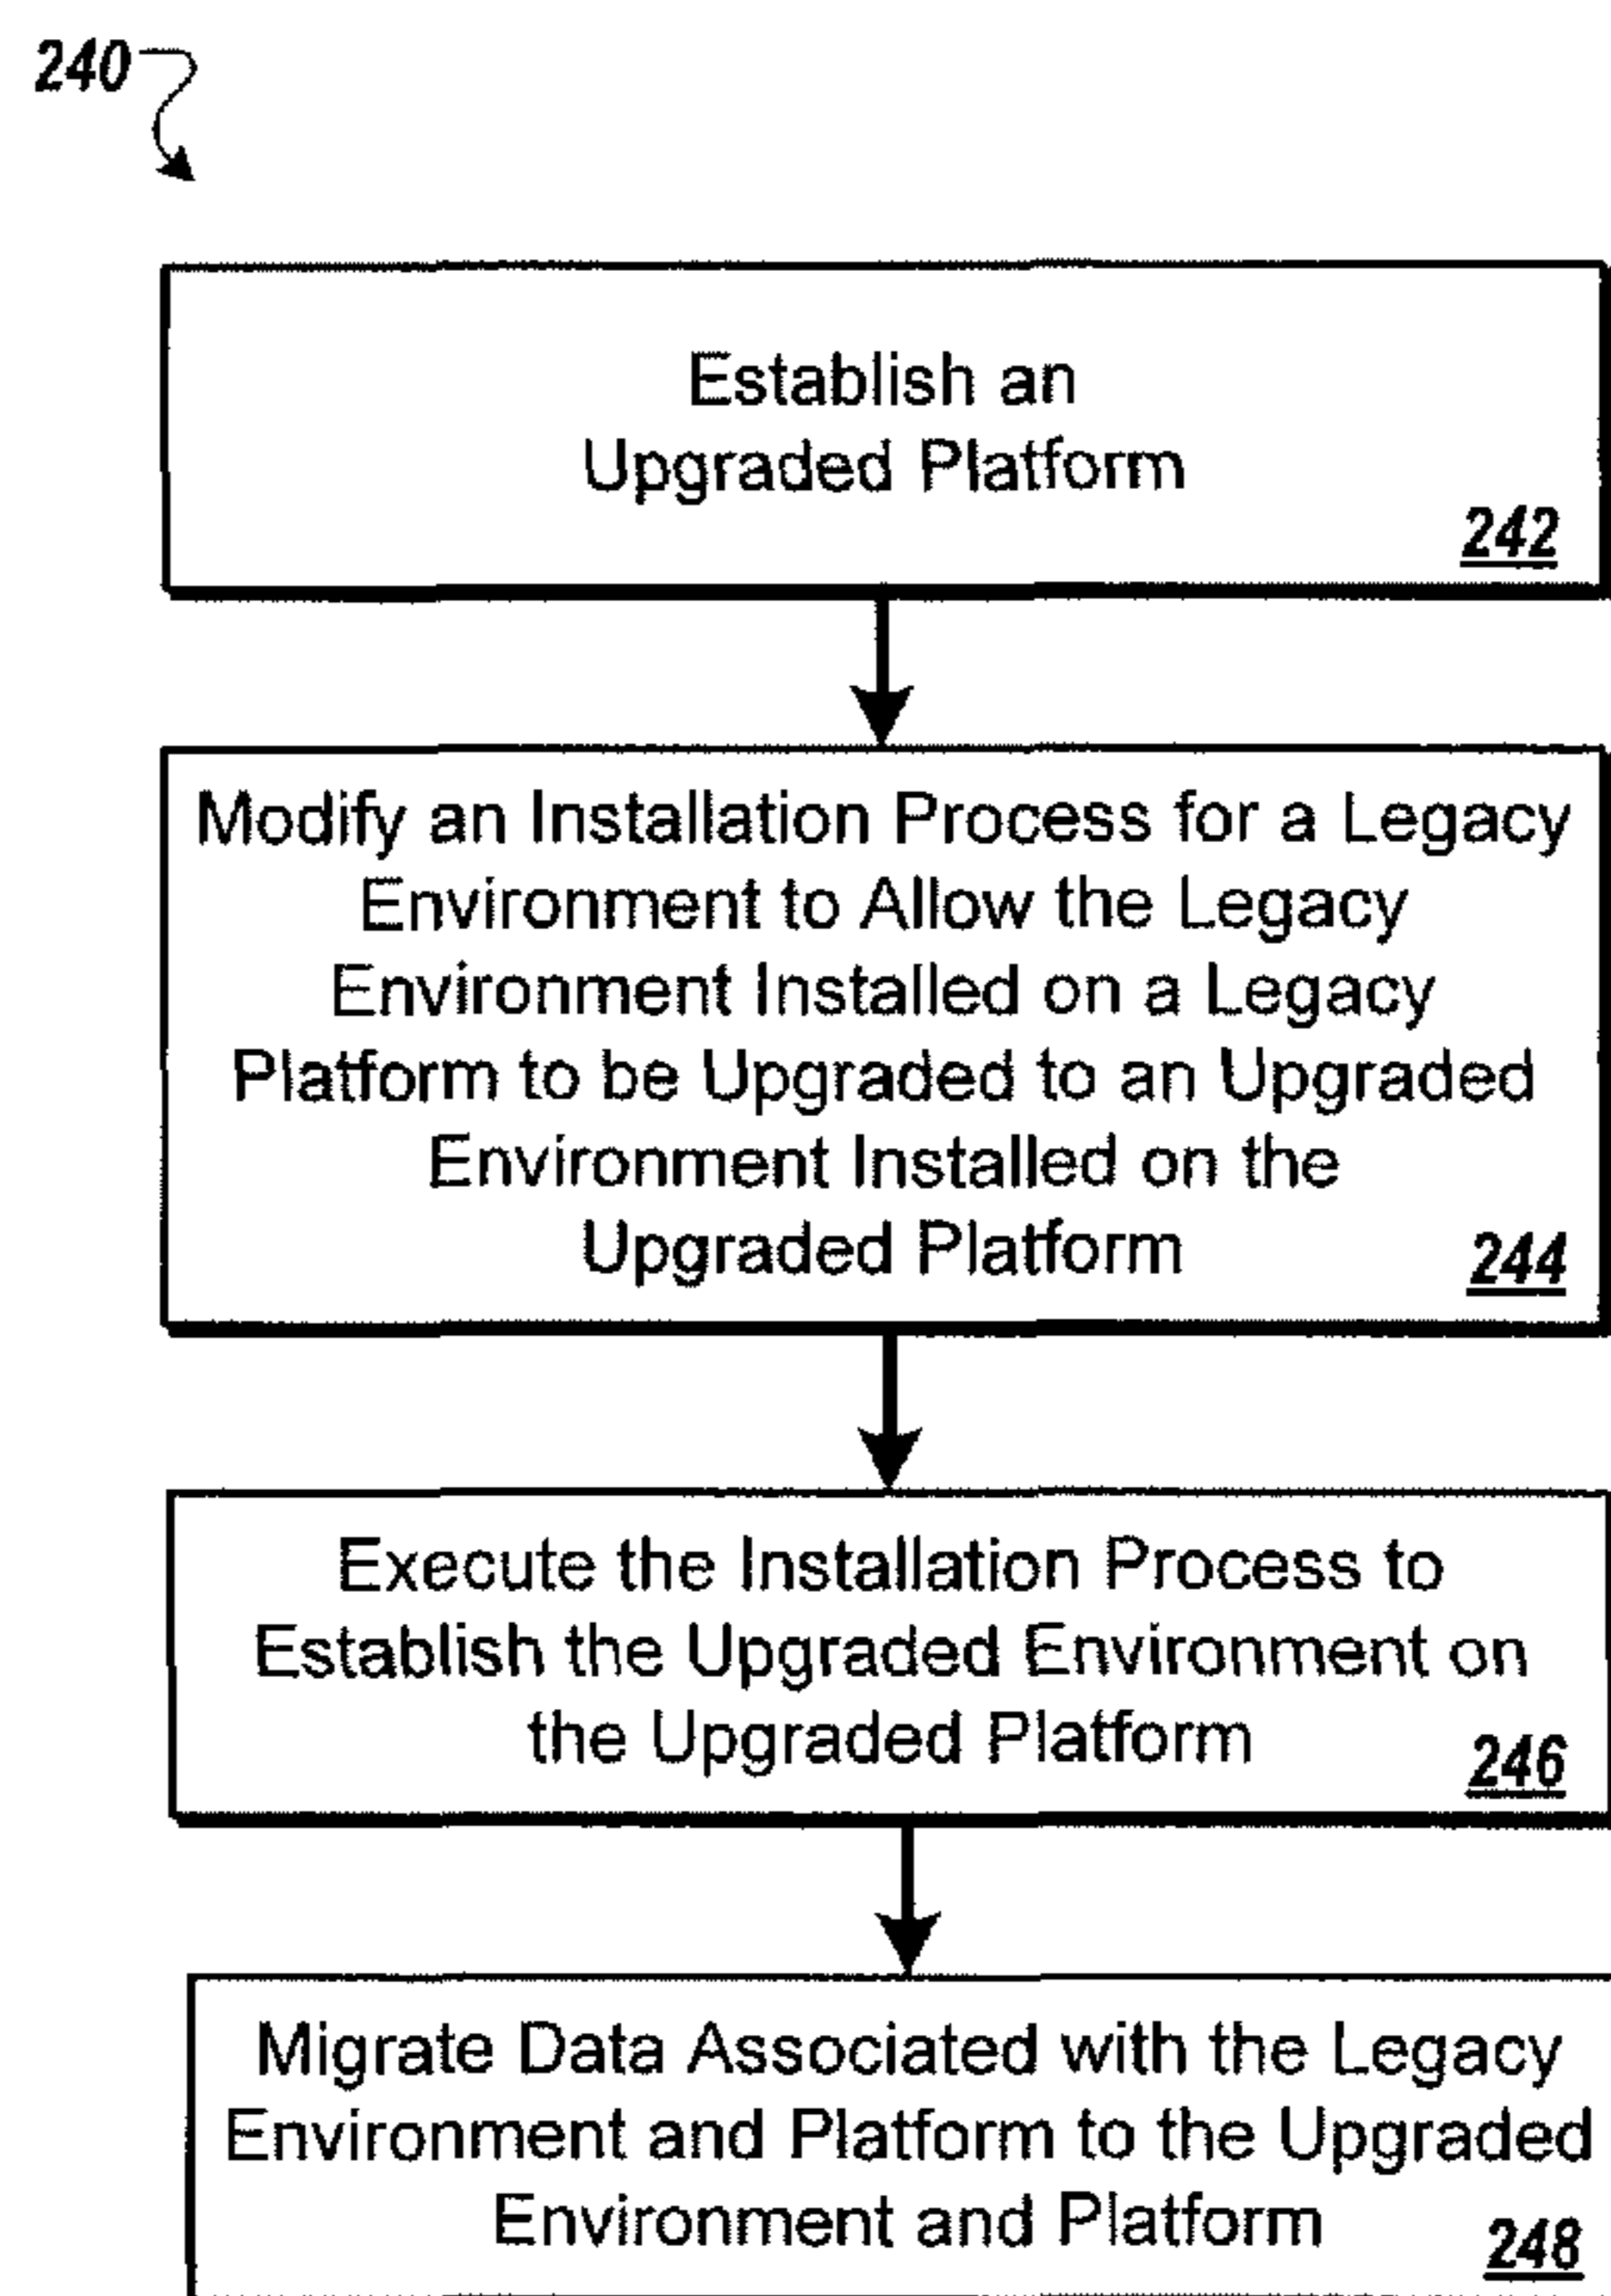 240
Establish an
Upgraded Platform
242
Modify an Installation Process for a Legacy
Environment to Allow the Legacy
Environment Installed on a Legacy
Platform to be Upgraded to an Upgraded
Environment Installed on the
Upgraded Platform
244
Execute the Installation Process to
Establish the Upgraded Environment on
the Upgraded Platform
246
Migrate Data Associated with the Legacy
Environment and Platform to the Upgraded
Environment and Platform
248